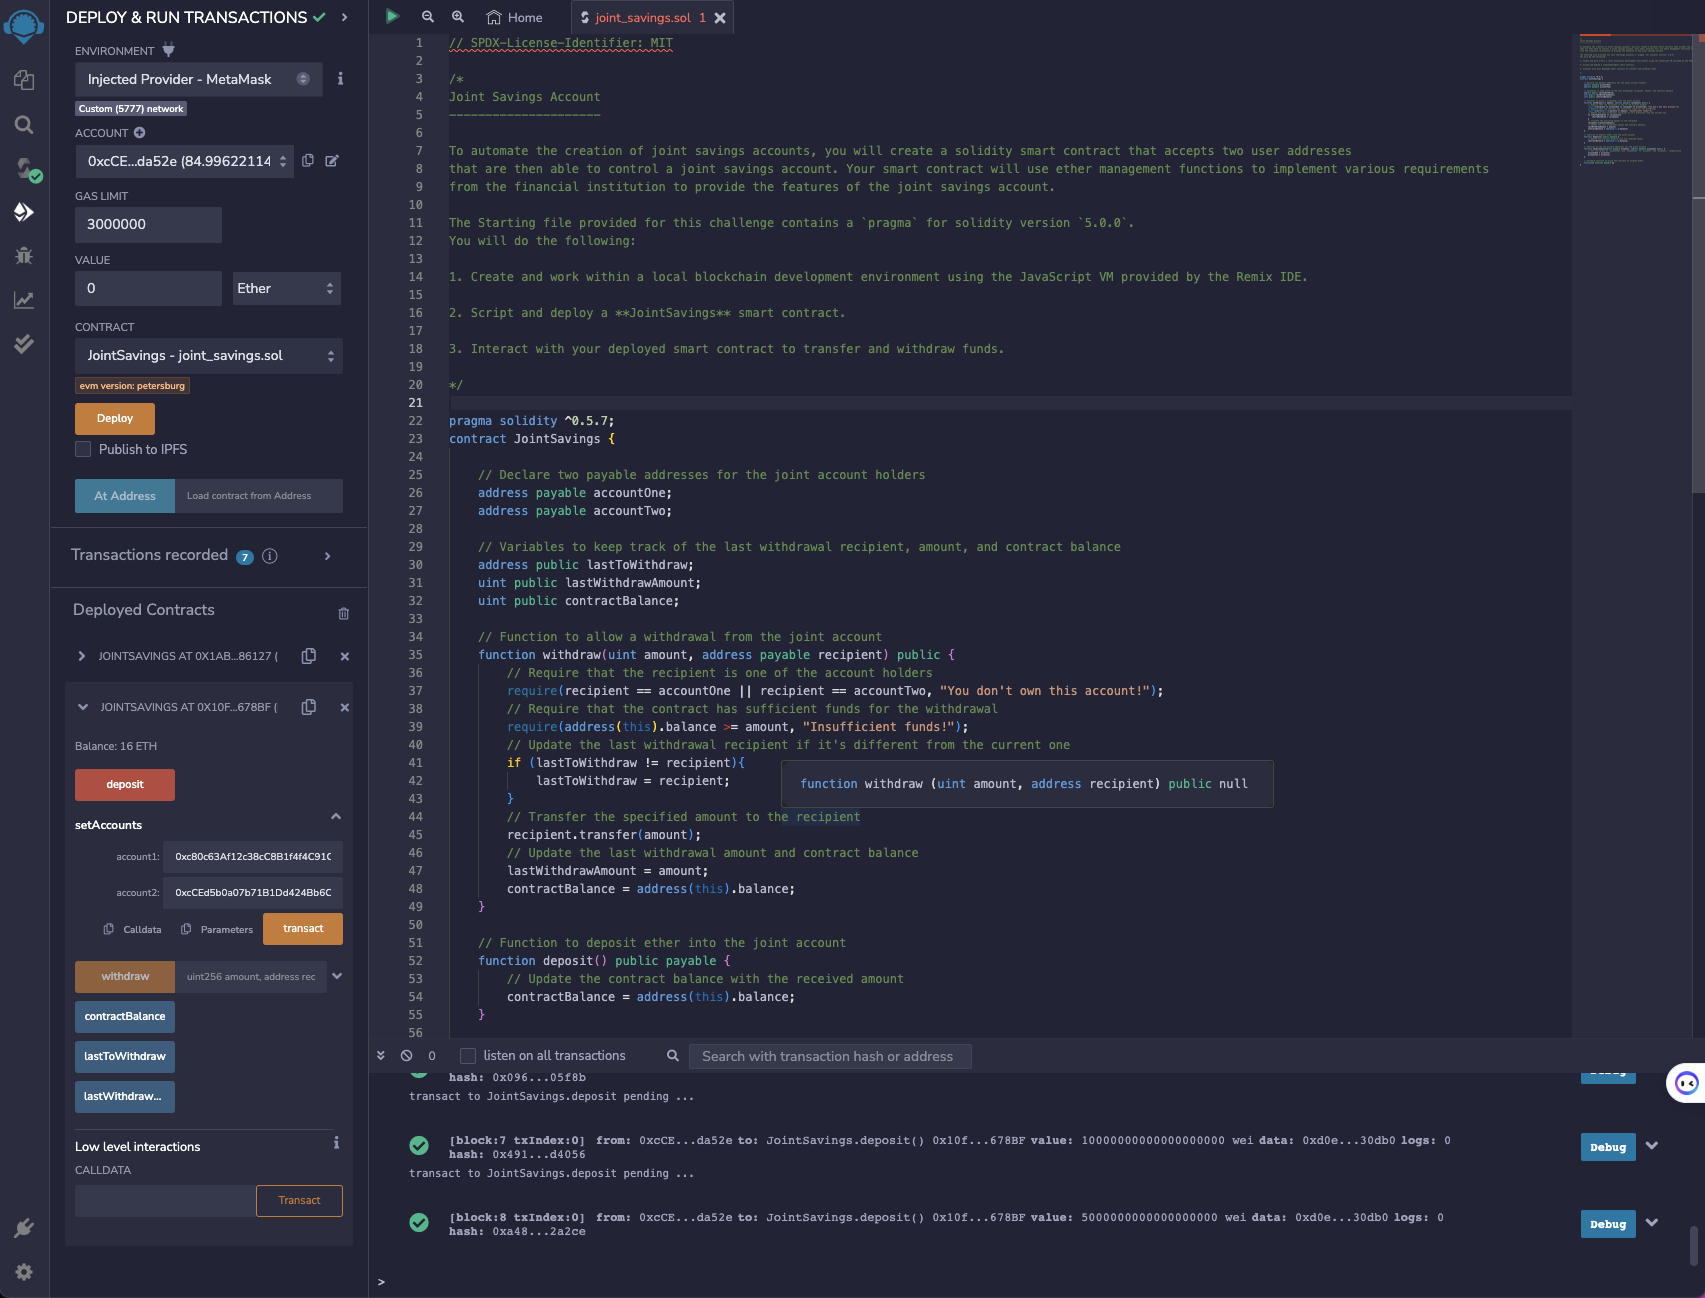 DEPLOY & RUN TRANSACTIONS
ENVIRONMENT
Injected Provider - MetaMask
Custom (5777) network
ACCOUNT
0xcCE...da52e (84.99622114
GAS LIMIT
3000000
VALUE
0
Ether
CONTRACT
JointSavings - joint_savings.sol
evm version: petersburg
Deploy
Publish to IPFS
At Address
Load contract from Address
Transactions recorded 7
Deployed Contracts
JOINTSAVINGS AT 0X1AB...86127 (
JOINTSAVINGS AT 0X10F...678BF (
Balance: 16 ETH
deposit
setAccounts
account1: 0xc80c63Af12c38cC8B1f4f4C91C
account2: 0xcCEd5b0a07b71B1Dd424Bb6C
Calldata
Parameters
transact
withdraw
uint256 amount, address rec
contractBalance
lastToWithdraw
lastWithdraw...
Low level interactions
CALLDATA
Transact
Home
joint_savings.sol 1
1 // SPDX-License-Identifier: MIT
2
3 /*
4 Joint Savings Account
5 ---------------------
6
7 To automate the creation of joint savings accounts, you will create a solidity smart contract that accepts two user addresses
8 that are then able to control a joint savings account. Your smart contract will use ether management functions to implement various requirements
9 from the financial institution to provide the features of the joint savings account.
10
11 The Starting file provided for this challenge contains a `pragma` for solidity version `5.0.0`.
12 You will do the following:
13
14 1. Create and work within a local blockchain development environment using the JavaScript VM provided by the Remix IDE.
15
16 2. Script and deploy a **JointSavings** smart contract.
17
18 3. Interact with your deployed smart contract to transfer and withdraw funds.
19
20 */
21
22 pragma solidity ^0.5.7;
23 contract JointSavings {
24
25 // Declare two payable addresses for the joint account holders
26 address payable accountOne;
27 address payable accountTwo;
28
29 // Variables to keep track of the last withdrawal recipient, amount, and contract balance
30 address public lastToWithdraw;
31 uint public lastWithdrawAmount;
32 uint public contractBalance;
33
34 // Function to allow a withdrawal from the joint account
35 function withdraw(uint amount, address payable recipient) public {
36 // Require that the recipient is one of the account holders
37 require(recipient == accountOne || recipient == accountTwo, "You don't own this account!");
38 // Require that the contract has sufficient funds for the withdrawal
39 require(address(this).balance >= amount, "Insufficient funds!");
40 // Update the last withdrawal recipient if it's different from the current one
41 if (lastToWithdraw != recipient){
42 lastToWithdraw = recipient;
function withdraw (uint amount, address recipient) public null
43 }
44 // Transfer the specified amount to the recipient
45 recipient.transfer(amount);
46 // Update the last withdrawal amount and contract balance
47 lastWithdrawAmount = amount;
48 contractBalance = address(this).balance;
49 }
50
51 // Function to deposit ether into the joint account
52 function deposit() public payable {
53 // Update the contract balance with the received amount
54 contractBalance = address(this).balance;
55 }
56
0
listen on all transactions
Search with transaction hash or address
hash: 0x096...05f8b
transact to JointSavings.deposit pending ...
[block:7 txIndex:0] from: 0xcCE...da52e to: JointSavings.deposit() 0x10f...678BF value: 10000000000000000000 wei data: 0xd0e...30db0 logs: 0
hash: 0x491...d4056
Debug
transact to JointSavings.deposit pending ...
[block:8 txIndex:0] from: 0xcCE...da52e to: JointSavings.deposit() 0x10f...678BF value: 5000000000000000000 wei data: 0xd0e...30db0 logs: 0
hash: 0xa48...2a2ce
Debug
>